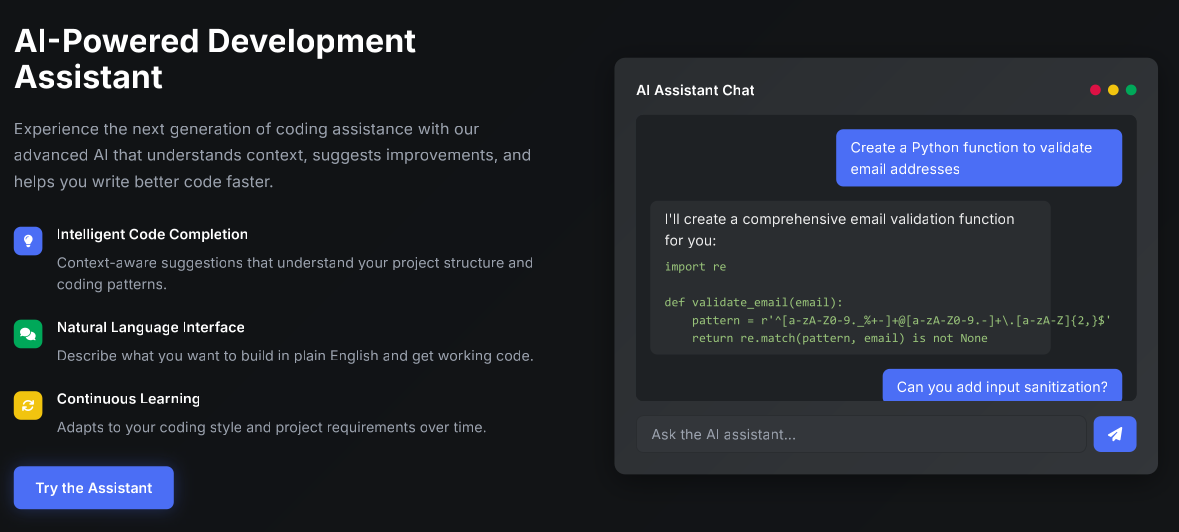 AI-Powered Development
Assistant
Experience the next generation of coding assistance with our
advanced AI that understands context, suggests improvements, and
helps you write better code faster.
Intelligent Code Completion
Context-aware suggestions that understand your project structure and
coding patterns.
Natural Language Interface
Describe what you want to build in plain English and get working code.
Continuous Learning
Adapts to your coding style and project requirements over time.
Try the Assistant
AI Assistant Chat
Create a Python function to validate
email addresses
I'll create a comprehensive email validation function
for you:
import re
def validate_email(email):
    pattern = r'^[a-zA-Z0-9._%+-]+@[a-zA-Z0-9.-]+\.[a-zA-Z]{2,}$'
    return re.match(pattern, email) is not None
Can you add input sanitization?
Ask the AI assistant...